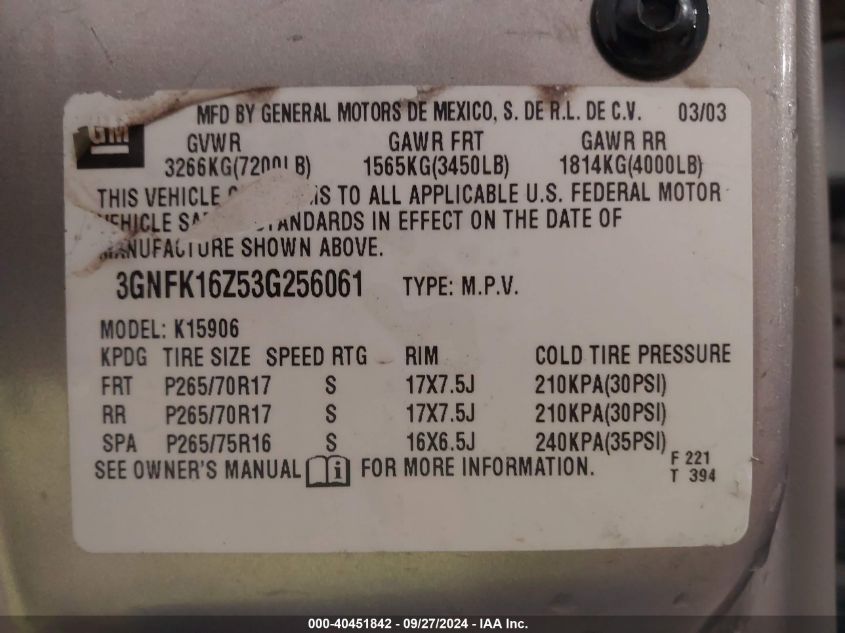 MFD BY GENERAL MOTORS DE MEXICO, S. DE R.L. DE C.V. 03/03
GM
GVWR GAWR FRT GAWR RR
3266KG(7200LB) 1565KG(3450LB) 1814KG(4000LB)
THIS VEHICLE TO ALL APPLICABLE U.S. FEDERAL MOTOR
VEHICLE STANDARDS IN EFFECT ON THE DATE OF
MANUFACTURE SHOWN ABOVE.
3GNFK16Z53G256061 TYPE: M.P.V.
MODEL: K15906
KPDG TIRE SIZE SPEED RTG RIM COLD TIRE PRESSURE
FRT P265/70R17 S 17X7.5J 210KPA(30PSI)
RR P265/70R17 S 17X7.5J 210KPA(30PSI)
SPA P265/75R16 S 16X6.5J 240KPA(35PSI)
SEE OWNER'S MANUAL i FOR MORE INFORMATION.
F 221
T 394
000-40451842 - 09/27/2024 - IAA Inc.